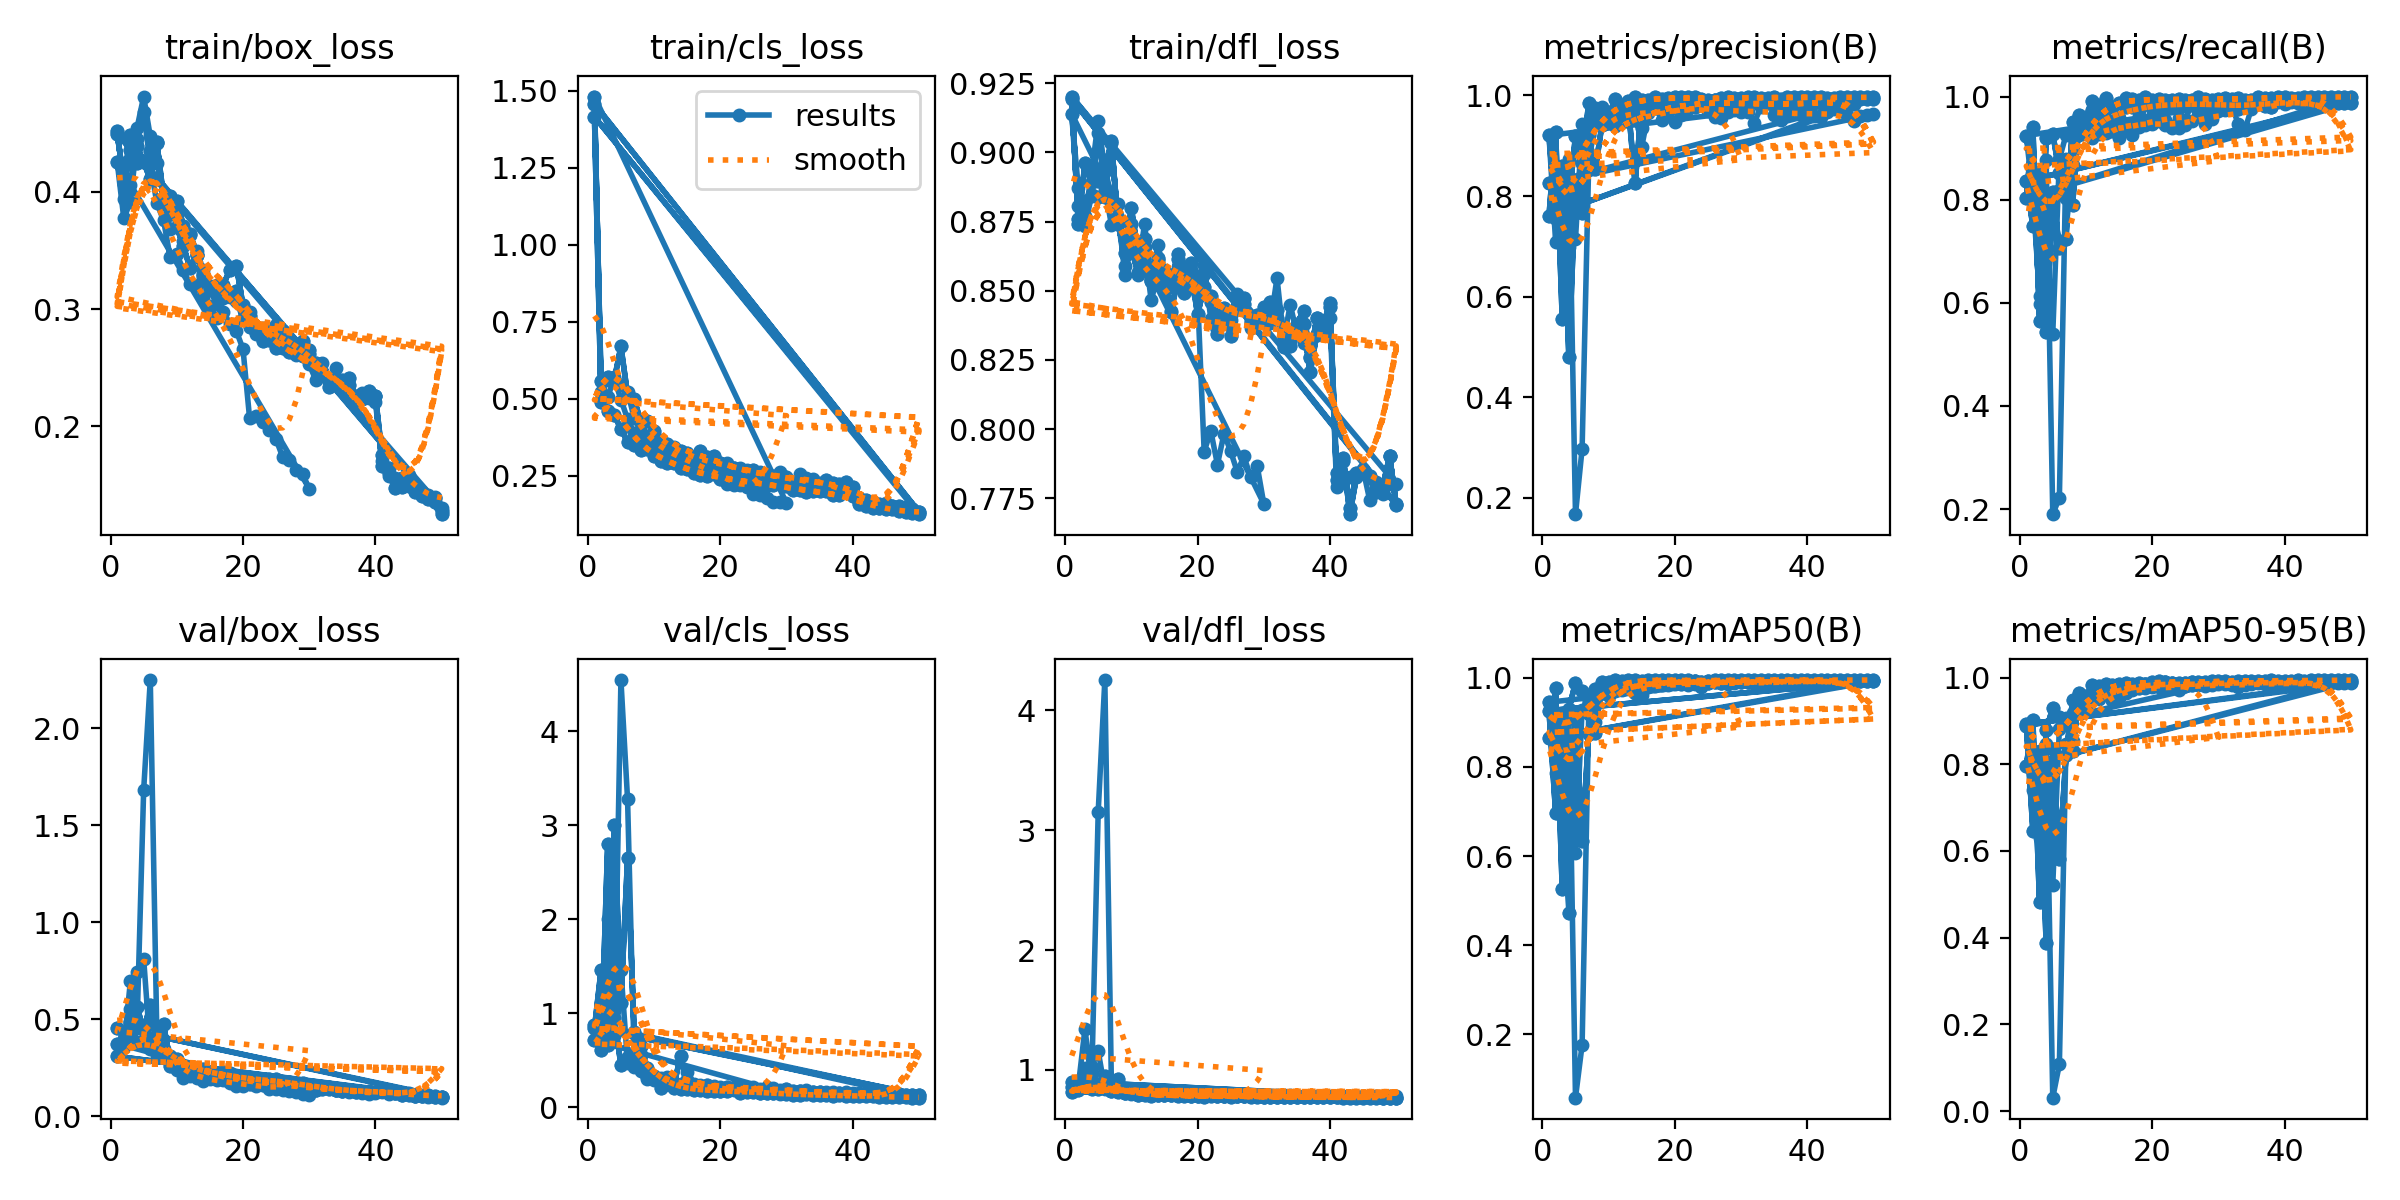 train/box_loss
train/cls_loss
train/dfl_loss
metrics/precision(B)
metrics/recall(B)
0.4
0.3
0.2
0 20 40
1.50
1.25
1.00
0.75
0.50
0.25
results
smooth
0 20 40
0.925
0.900
0.875
0.850
0.825
0.800
0.775
0 20 40
1.0
0.8
0.6
0.4
0.2
0 20 40
1.0
0.8
0.6
0.4
0.2
0 20 40
val/box_loss
val/cls_loss
val/dfl_loss
metrics/mAP50(B)
metrics/mAP50-95(B)
2.0
1.5
1.0
0.5
0.0
0 20 40
4
3
2
1
0
0 20 40
4
3
2
1
0 20 40
1.0
0.8
0.6
0.4
0.2
0 20 40
1.0
0.8
0.6
0.4
0.2
0.0
0 20 40